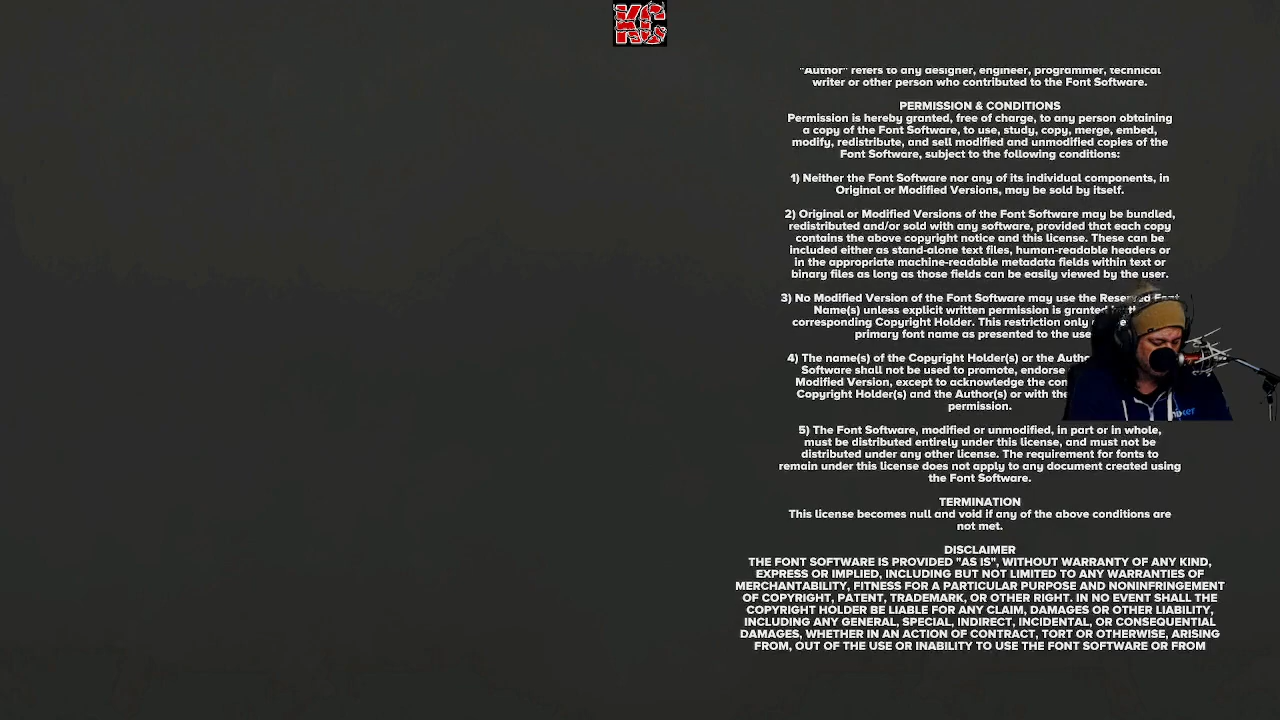 KC
"Author" refers to any designer, engineer, programmer, technical
writer or other person who contributed to the Font Software.
PERMISSION & CONDITIONS
Permission is hereby granted, free of charge, to any person obtaining
a copy of the Font Software, to use, study, copy, merge, embed,
modify, redistribute, and sell modified and unmodified copies of the
Font Software, subject to the following conditions:
1) Neither the Font Software nor any of its individual components, in
Original or Modified Versions, may be sold by itself.
2) Original or Modified Versions of the Font Software may be bundled,
redistributed and/or sold with any software, provided that each copy
contains the above copyright notice and this license. These can be
included either as stand-alone text files, human-readable headers or
in the appropriate machine-readable metadata fields within text or
binary files as long as those fields can be easily viewed by the user.
3) No Modified Version of the Font Software may use the Reserved Font
Name(s) unless explicit written permission is granted
corresponding Copyright Holder. This restriction only
primary font name as presented to the
4) The name(s) of the Copyright Holder(s) or the
Software shall not be used to promote, endorse
Modified Version, except to acknowledge the
Copyright Holder(s) and the Author(s) or with
permission.
5) The Font Software, modified or unmodified, in part or in whole,
must be distributed entirely under this license, and must not be
distributed under any other license. The requirement for fonts to
remain under this license does not apply to any document created using
the Font Software.
TERMINATION
This license becomes null and void if any of the above conditions are
not met.
DISCLAIMER
THE FONT SOFTWARE IS PROVIDED "AS IS", WITHOUT WARRANTY OF ANY KIND,
EXPRESS OR IMPLIED, INCLUDING BUT NOT LIMITED TO ANY WARRANTIES OF
MERCHANTABILITY, FITNESS FOR A PARTICULAR PURPOSE AND NONINFRINGEMENT
OF COPYRIGHT, PATENT, TRADEMARK, OR OTHER RIGHT. IN NO EVENT SHALL THE
COPYRIGHT HOLDER BE LIABLE FOR ANY CLAIM, DAMAGES OR OTHER LIABILITY,
INCLUDING ANY GENERAL, SPECIAL, INDIRECT, INCIDENTAL, OR CONSEQUENTIAL
DAMAGES, WHETHER IN AN ACTION OF CONTRACT, TORT OR OTHERWISE, ARISING
FROM, OUT OF THE USE OR INABILITY TO USE THE FONT SOFTWARE OR FROM